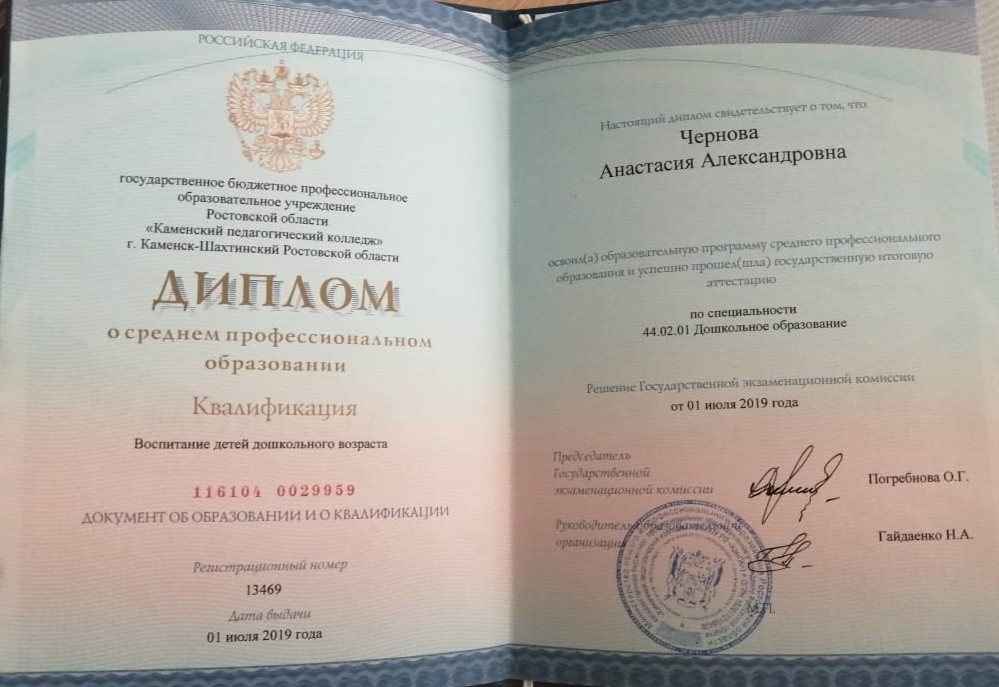 РОССИЙСКАЯ ФЕДЕРАЦИЯ
государственное бюджетное профессиональное
образовательное учреждение
Ростовской области
«Каменский педагогический колледж»
г. Каменск-Шахтинский Ростовской области
ДИПЛОМ
о среднем профессиональном
образовании
Квалификация
Воспитание детей дошкольного возраста
116104 0029959
ДОКУМЕНТ ОБ ОБРАЗОВАНИИ И О КВАЛИФИКАЦИИ
Регистрационный номер
13469
Дата выдачи
01 июля 2019 года
Настоящий диплом свидетельствует о том, что
Чернова
Анастасия Александровна
освоил(а) образовательную программу среднего профессионального
образования и успешно прошел(шла) государственную итоговую
аттестацию
по специальности
44.02.01 Дошкольное образование
Решение Государственной экзаменационной комиссии
от 01 июля 2019 года
Председатель
Государственной
экзаменационной комиссии
Погребнова О.Г.
Руководитель образовательной
организации
Гайдаенко Н.А.
М.П.